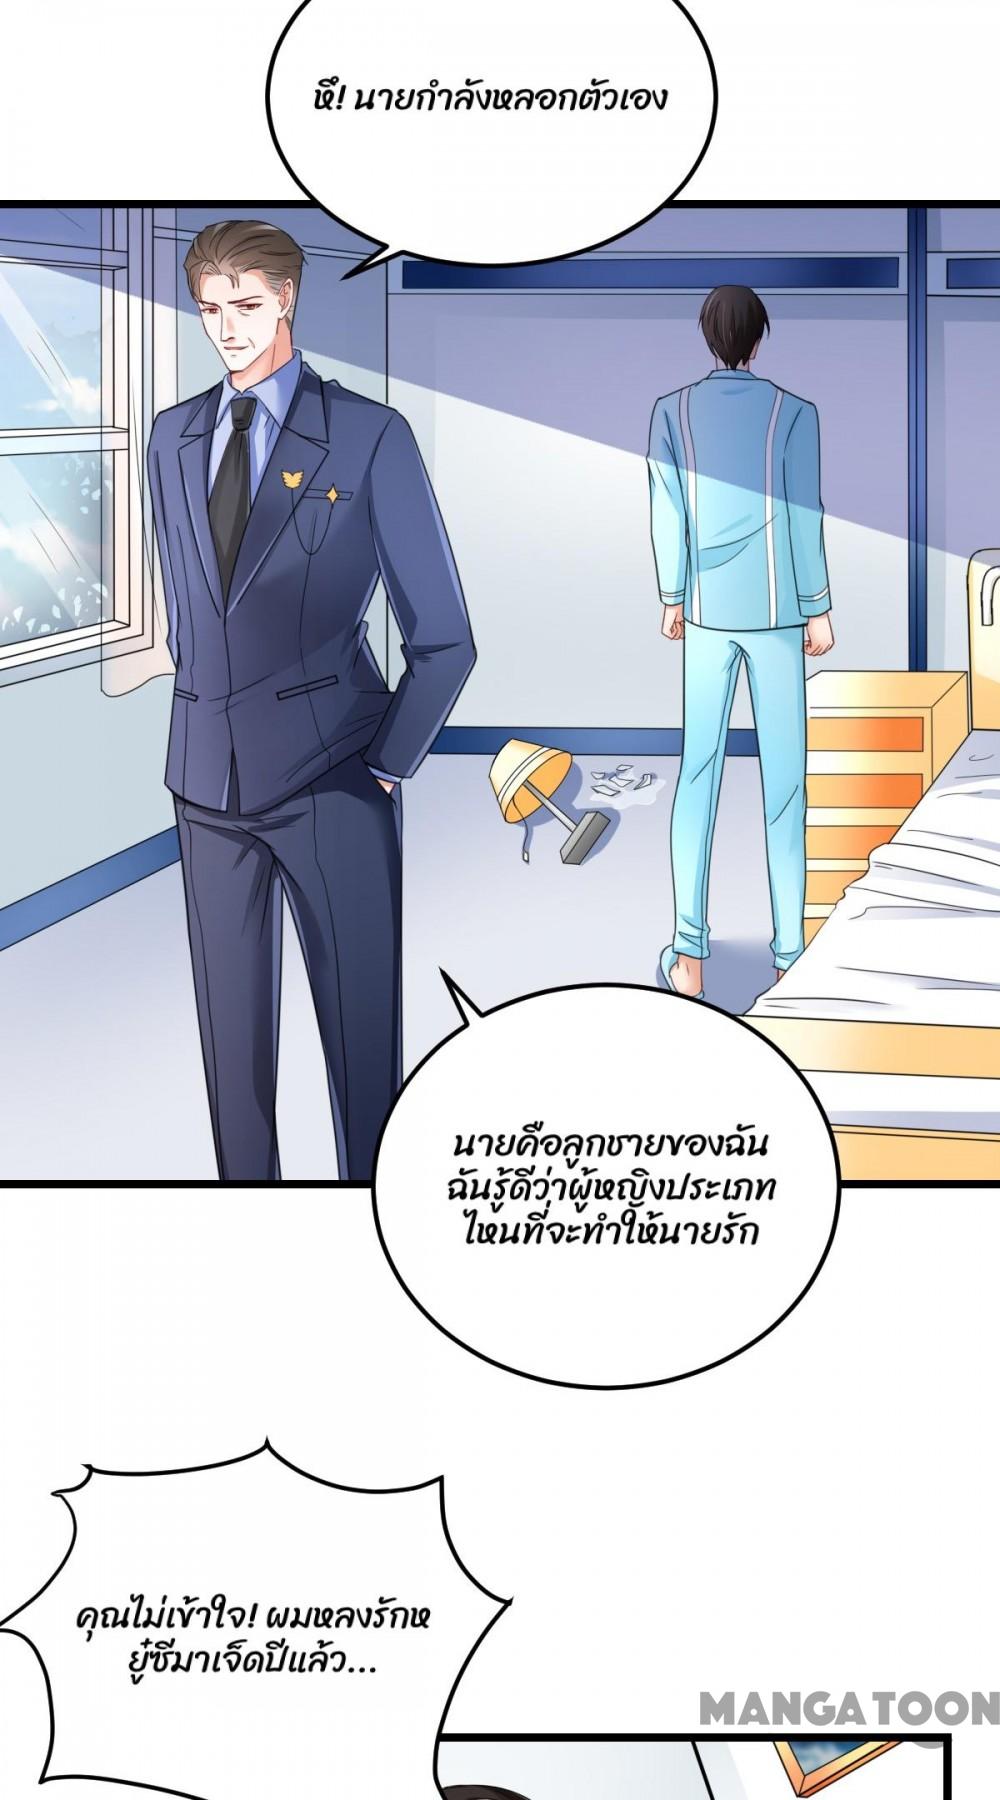 หึ! นายกำลังหลอกตัวเอง
นายคือลูกชายของฉัน
ฉันรู้ดีว่าผู้หญิงประเภท
ไหนที่จะทำให้นายรัก
คุณไม่เข้าใจ! ผมหลงรักห
ยู๋ซีมาเจ็ดปีแล้ว...
MANGATOON